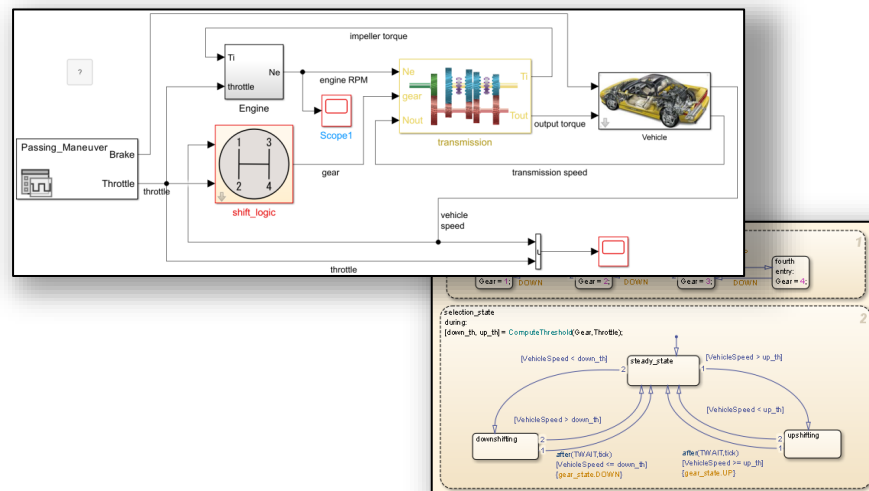 impeller torque
Ti
Ne
throttle
Engine
engine RPM
Scope1
Ne
gear
Nout
Ti
Tout
transmission
output torque
Vehicle
transmission speed
?
Passing_Maneuver
Brake
Throttle
throttle
1 3
2 4
shift_logic
gear
vehicle
speed
throttle
1
fourth
entry:
Gear = 1;
DOWN
Gear = 2;
DOWN
Gear = 3;
DOWN
Gear = 4;
2
selection_state
during:
[down_th, up_th] = ComputeThreshold(Gear,Throttle);
steady_state
[VehicleSpeed < down_th]
2
1
[VehicleSpeed > up_th]
[VehicleSpeed > down_th]
[VehicleSpeed < up_th]
downshifting
2
1
upshifting
2
1
after(TWAIT,tick)
[VehicleSpeed <= down_th]
{gear_state.DOWN}
after(TWAIT,tick)
[VehicleSpeed >= up_th]
{gear_state.UP}